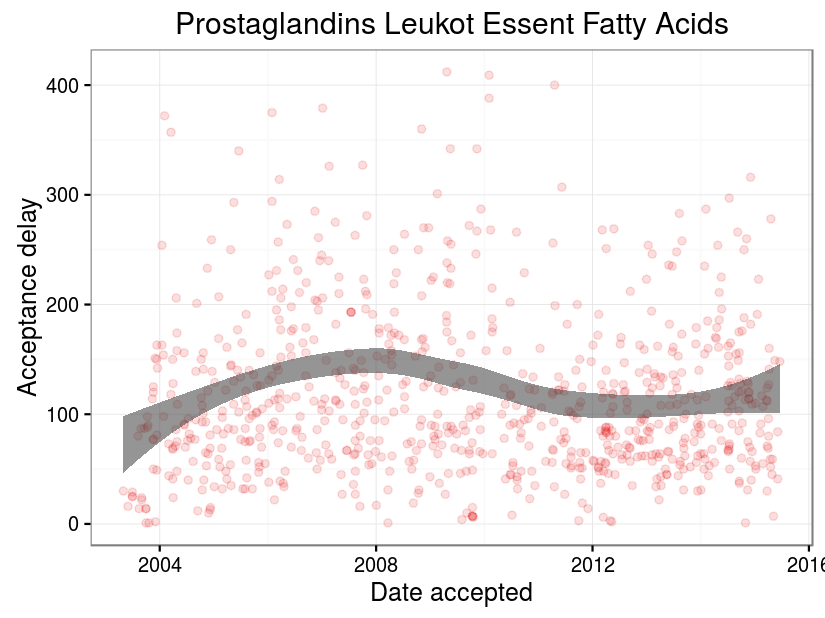 Prostaglandins Leukot Essent Fatty Acids
400
300
200
100
0
Acceptance delay
2004 2008 2012 2016
Date accepted